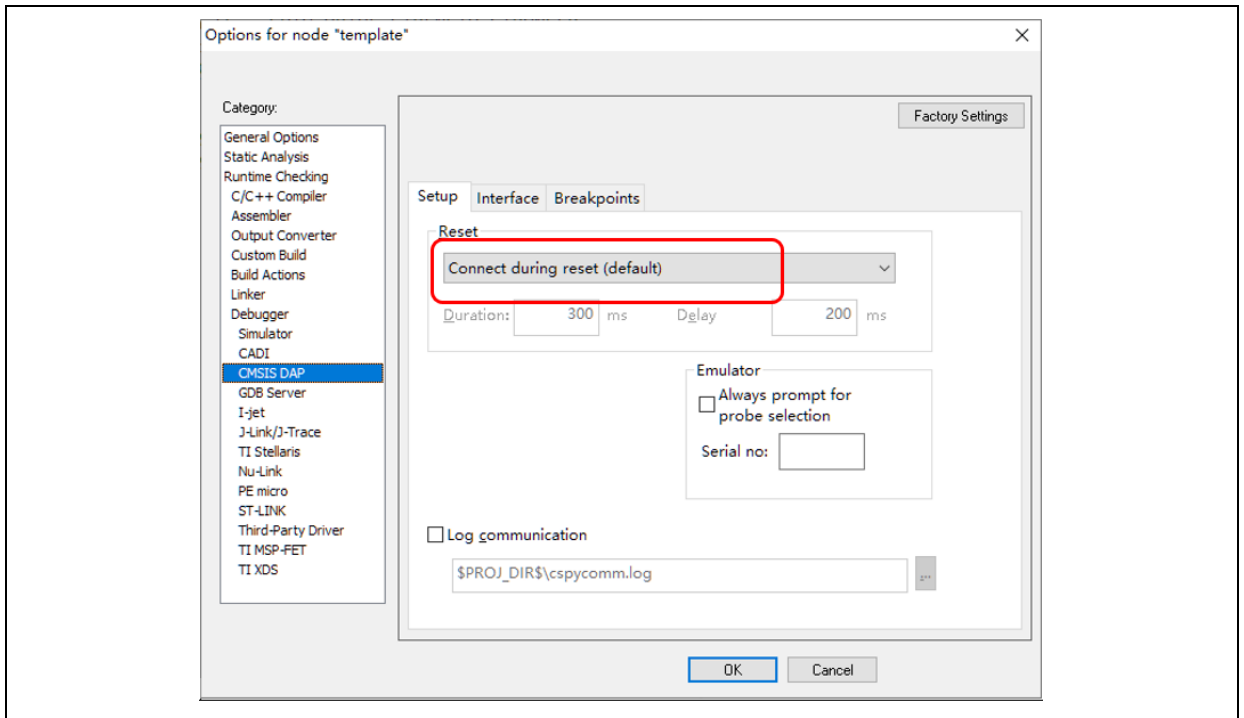 Options for node "template"
Category:
Factory Settings
General Options
Static Analysis
Runtime Checking
C/C++ Compiler
Assembler
Output Converter
Custom Build
Build Actions
Linker
Debugger
Simulator
CADI
CMSIS DAP
GDB Server
I-jet
J-Link/J-Trace
TI Stellaris
Nu-Link
PE micro
ST-LINK
Third-Party Driver
TI MSP-FET
TI XDS
Setup Interface Breakpoints
Reset
Connect during reset (default)
Duration: 300 ms Delay 200 ms
Emulator
Always prompt for
probe selection
Serial no:
Log communication
$PROJ_DIR$\cspycomm.log
...
OK Cancel